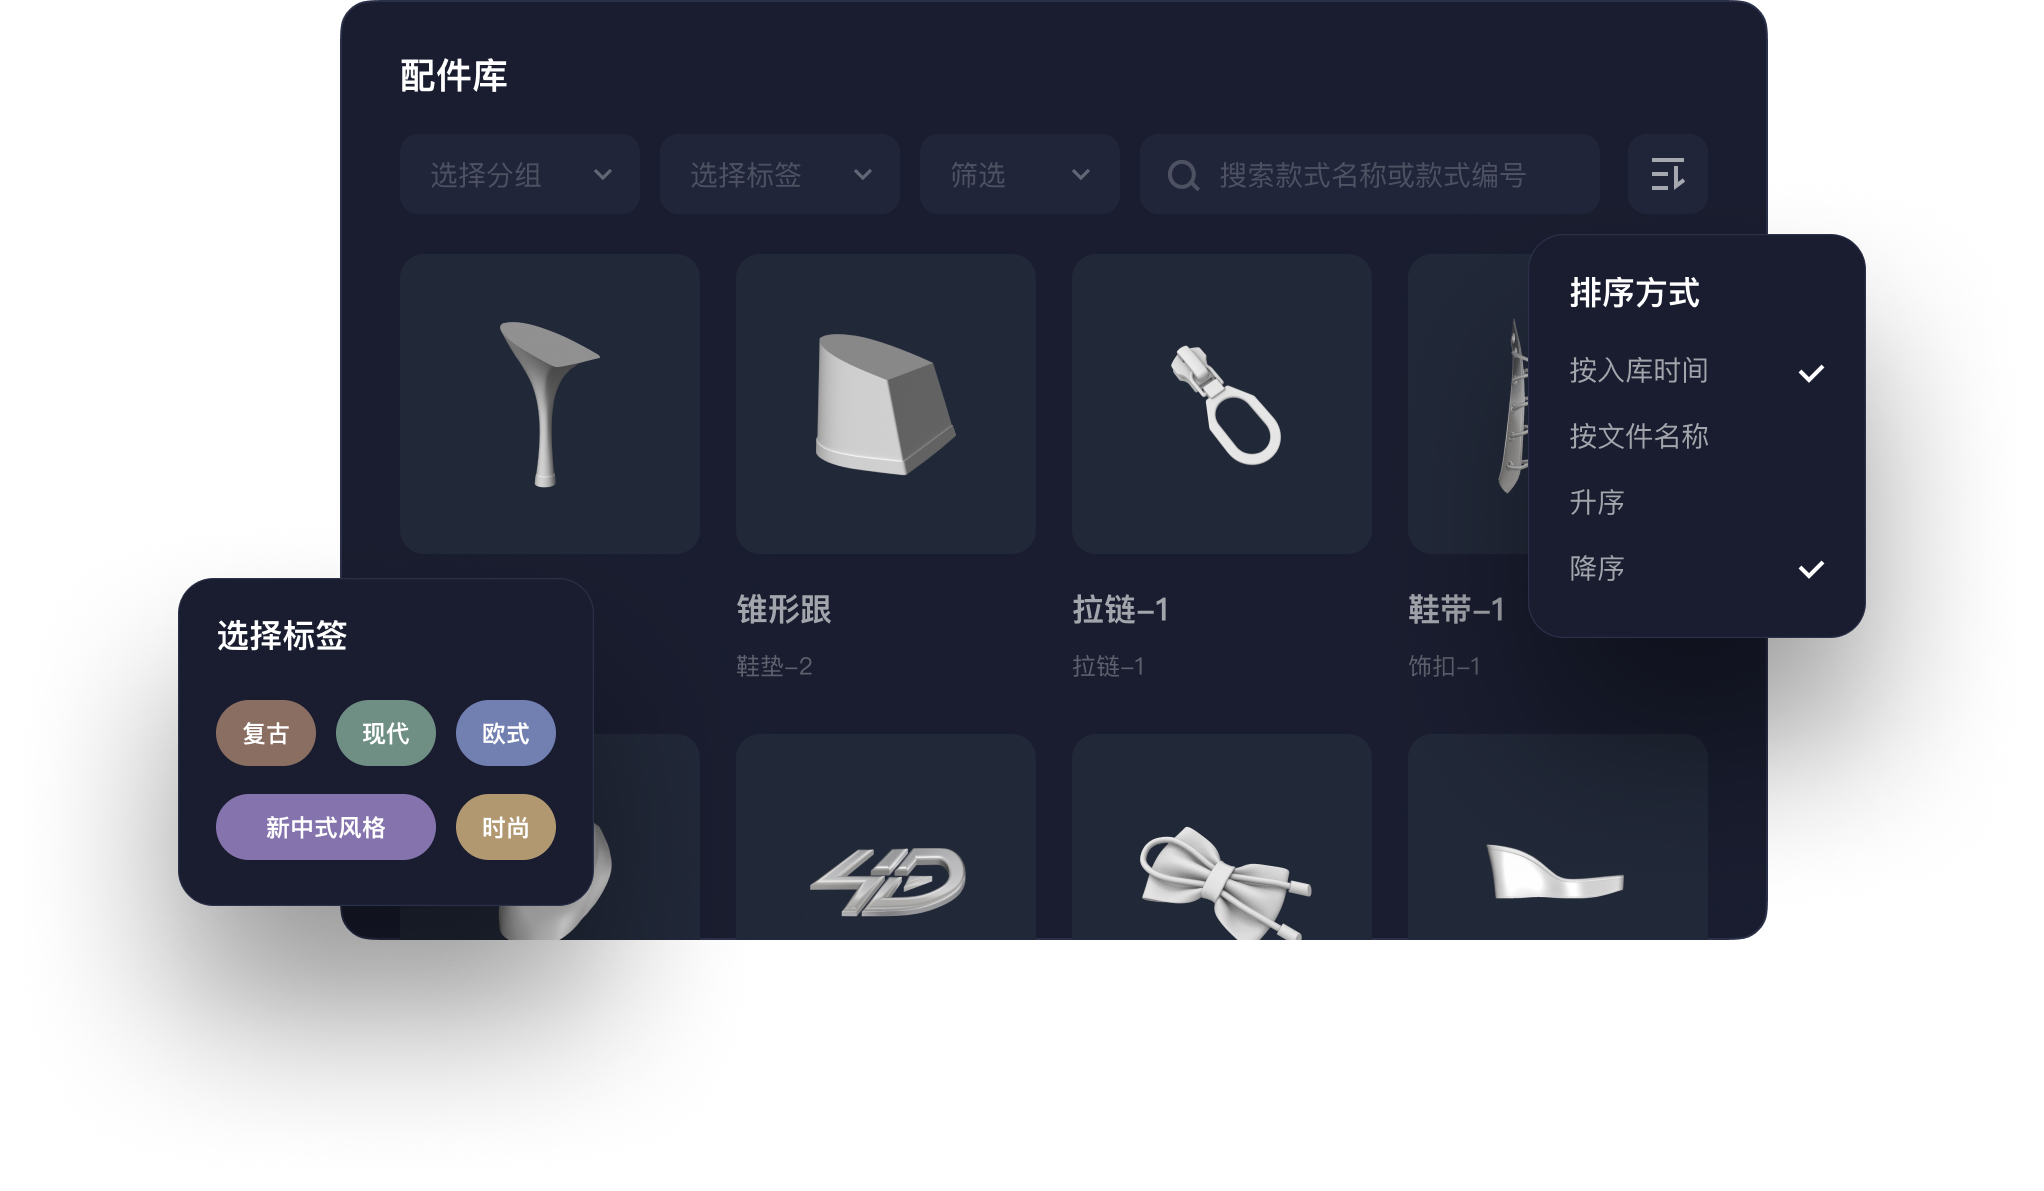 配件库
选择分组
选择标签
筛选
搜索款式名称或款式编号
排序方式
按入库时间
按文件名称
升序
降序
锥形跟
鞋垫-2
拉链-1
拉链-1
鞋带-1
饰扣-1
选择标签
复古
现代
欧式
新中式风格
时尚
4D